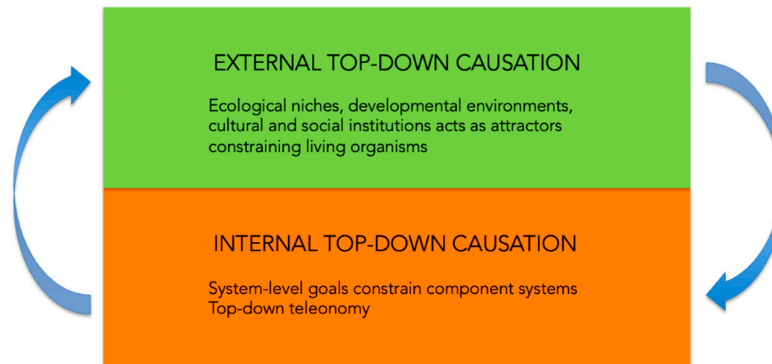 EXTERNAL TOP-DOWN CAUSATION
Ecological niches, developmental environments,
cultural and social institutions acts as attractors
constraining living organisms
INTERNAL TOP-DOWN CAUSATION
System-level goals constrain component systems
Top-down teleonomy